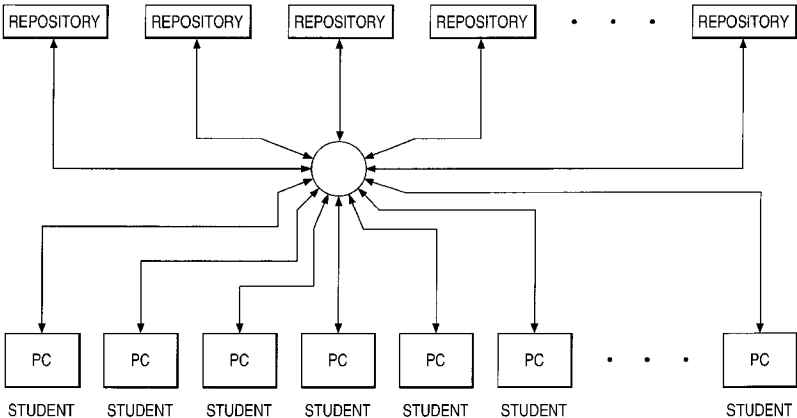 REPOSITORY REPOSITORY REPOSITORY REPOSITORY . . . REPOSITORY
PC PC PC PC PC PC . . . PC
STUDENT STUDENT STUDENT STUDENT STUDENT STUDENT STUDENT